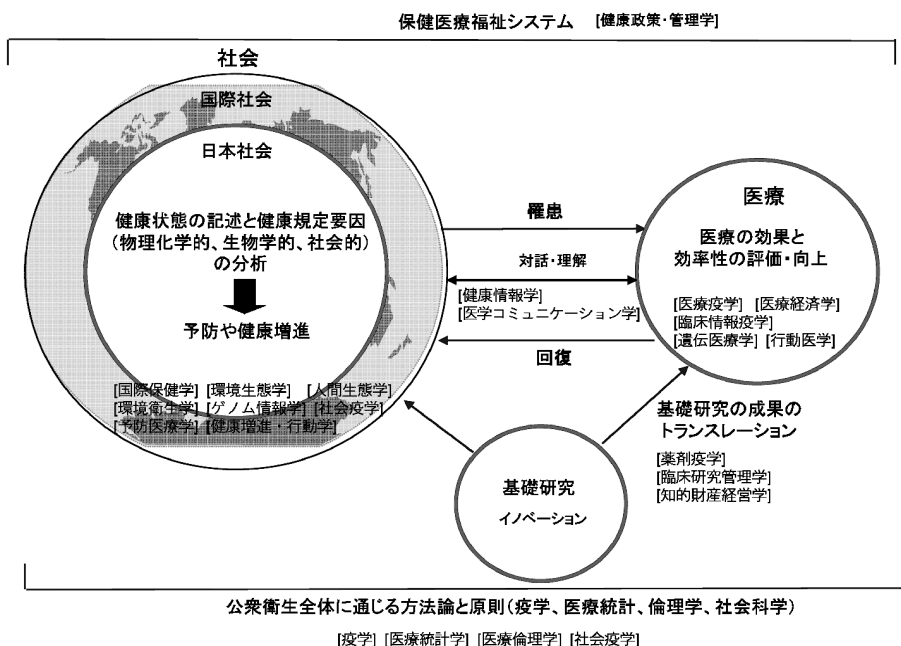 保健医療福祉システム [健康政策・管理学]
社会
国際社会
日本社会
健康状態の記述と健康規定要因
(物理化学的、生物学的、社会的)
の分析
予防や健康増進
[国際保健学] [環境生態学] [人間生態学]
[環境衛生学] [ゲノム情報学] [社会疫学]
[予防医療学] [健康増進・行動学]
罹患
対話・理解
[健康情報学]
[医学コミュニケーション学]
回復
医療
医療の効果と
効率性の評価・向上
[医療疫学] [医療経済学]
[臨床情報疫学]
[遺伝医療学] [行動医学]
基礎研究の成果の
トランスレーション
[薬剤疫学]
[臨床研究管理学]
[知的財産経営学]
基礎研究
イノベーション
公衆衛生全体に通じる方法論と原則(疫学、医療統計、倫理学、社会科学)
[疫学] [医療統計学] [医療倫理学] [社会疫学]